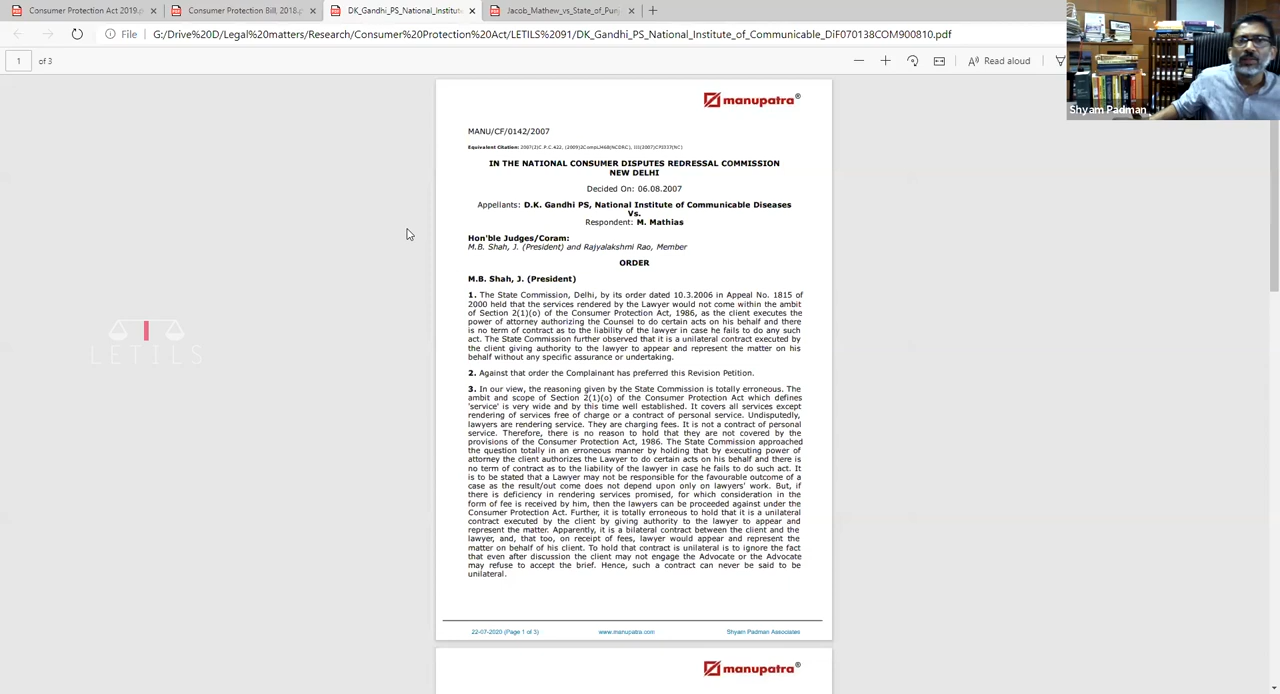 Consumer Protection Act 2019.p
Consumer Protection Bill, 2018.p
DK_Gandhi_PS_National_Institute
Jacob_Mathew_vs_State_of_Punj
File
G:/Drive%20D/Legal%20matters/Research/Consumer%20Protection%20Act/LETILS%2091/DK_Gandhi_PS_National_Institute_of_Communicable_DiF070138COM900810.pdf
1 of 3
Read aloud
Shyam Padman
manupatra®
MANU/CF/0142/2007
Equivalent Citation: 2007(2)C.P.C.422, (2009)2CompLJ468(NCDRC), III(2007)CPJ337(NC)
IN THE NATIONAL CONSUMER DISPUTES REDRESSAL COMMISSION
NEW DELHI
Decided On: 06.08.2007
Appellants: D.K. Gandhi PS, National Institute of Communicable Diseases
Vs.
Respondent: M. Mathias
Hon'ble Judges/Coram:
M.B. Shah, J. (President) and Rajyalakshmi Rao, Member
ORDER
M.B. Shah, J. (President)
1. The State Commission, Delhi, by its order dated 10.3.2006 in Appeal No. 1815 of
2000 held that the services rendered by the Lawyer would not come within the ambit
of Section 2(1)(o) of the Consumer Protection Act, 1986, as the client executes the
power of attorney authorizing the Counsel to do certain acts on his behalf and there
is no term of contract as to the liability of the lawyer in case he fails to do any such
act. The State Commission further observed that it is a unilateral contract executed by
the client giving authority to the lawyer to appear and represent the matter on his
behalf without any specific assurance or undertaking.
2. Against that order the Complainant has preferred this Revision Petition.
3. In our view, the reasoning given by the State Commission is totally erroneous. The
ambit and scope of Section 2(1)(o) of the Consumer Protection Act which defines
'service' is very wide and by this time well established. It covers all services except
rendering of services free of charge or a contract of personal service. Undisputedly,
lawyers are rendering service. They are charging fees. It is not a contract of personal
service. Therefore, there is no reason to hold that they are not covered by the
provisions of the Consumer Protection Act, 1986. The State Commission approached
the question totally in an erroneous manner by holding that by executing power of
attorney the client authorizes the Lawyer to do certain acts on his behalf and there is
no term of contract as to the liability of the lawyer in case he fails to do such act. It
is to be stated that a Lawyer may not be responsible for the favourable outcome of a
case as the result/out come does not depend upon only on lawyers' work. But, if
there is deficiency in rendering services promised, for which consideration in the
form of fee is received by him, then the lawyers can be proceeded against under the
Consumer Protection Act. Further, it is totally erroneous to hold that it is a unilateral
contract executed by the client by giving authority to the lawyer to appear and
represent the matter. Apparently, it is a bilateral contract between the client and the
lawyer, and, that too, on receipt of fees, lawyer would appear and represent the
matter on behalf of his client. To hold that contract is unilateral is to ignore the fact
that even after discussion the client may not engage the Advocate or the Advocate
may refuse to accept the brief. Hence, such a contract can never be said to be
unilateral.
LETILS
22-07-2020 (Page 1 of 3)
www.manupatra.com
Shyam Padman Associates
manupatra®